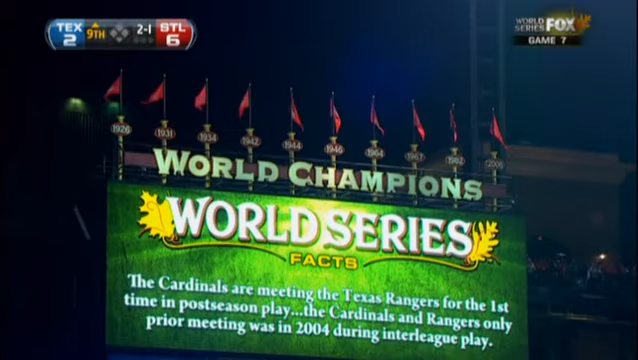 TEX
2
9TH
2-1
STL
6
WORLD SERIES FOX
GAME 7
1926
1931
1934
1942
1944
1946
1964
1967
1982
2006
WORLD CHAMPIONS
WORLD SERIES
FACTS
The Cardinals are meeting the Texas Rangers for the 1st
time in postseason play...the Cardinals and Rangers only
prior meeting was in 2004 during interleague play.